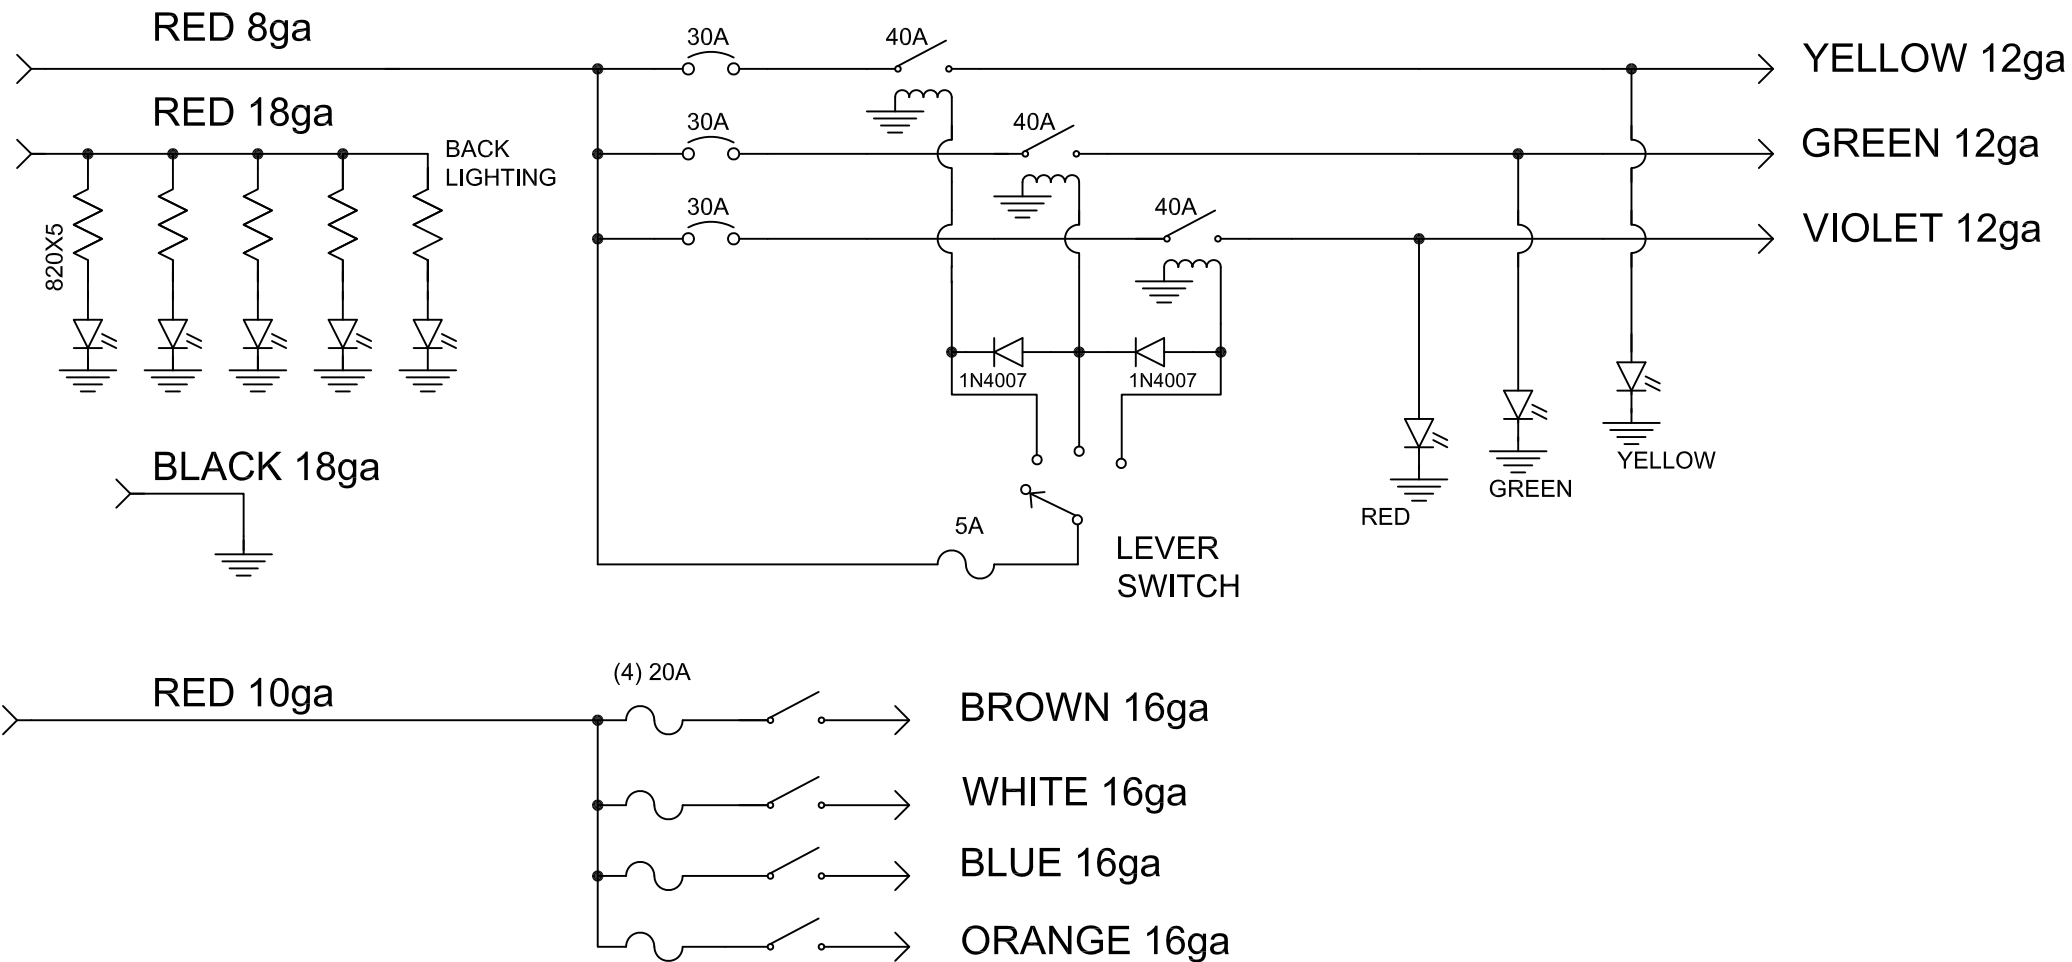 RED 8ga
30A
40A
YELLOW 12ga
RED 18ga
BACK
LIGHTING
30A
40A
GREEN 12ga
30A
40A
VIOLET 12ga
820X5
1N4007
1N4007
BLACK 18ga
YELLOW
GREEN
RED
5A
LEVER
SWITCH
(4) 20A
RED 10ga
BROWN 16ga
WHITE 16ga
BLUE 16ga
ORANGE 16ga